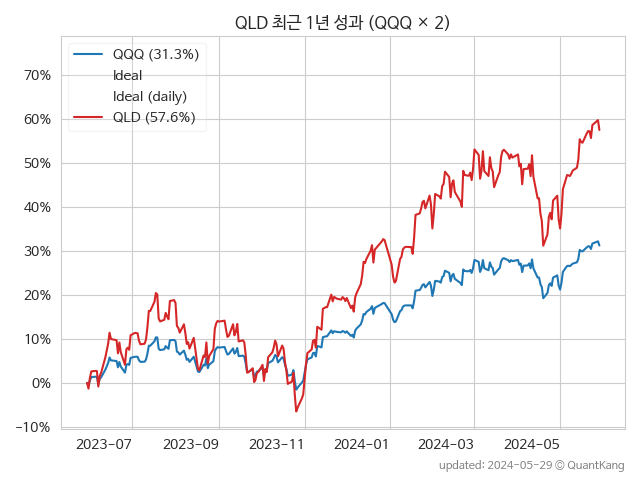 QLD 최근 1년 성과 (QQQ × 2)
QQQ (31.3%)
Ideal
Ideal (daily)
QLD (57.6%)
70%
60%
50%
40%
30%
20%
10%
0%
−10%
2023−07
2023−09
2023−11
2024−01
2024−03
2024−05
updated: 2024−05−29 © QuantKang